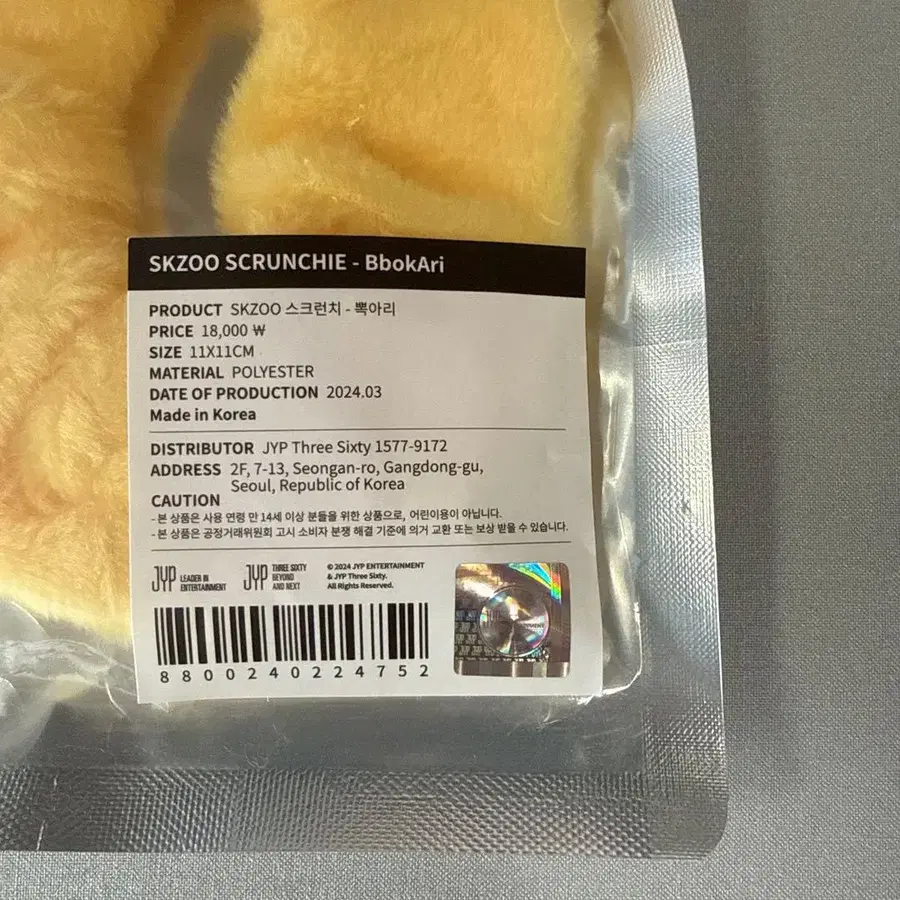 SKZOO SCRUNCHIE - BbokAri
PRODUCT SKZOO 스크런치 - 뽁아리
PRICE 18,000 ₩
SIZE 11X11CM
MATERIAL POLYESTER
DATE OF PRODUCTION 2024.03
Made in Korea
DISTRIBUTOR JYP Three Sixty 1577-9172
ADDRESS 2F, 7-13, Seongan-ro, Gangdong-gu,
Seoul, Republic of Korea
CAUTION
- 본 상품은 사용 연령 만 14세 이상 분들을 위한 상품으로, 어린이용이 아닙니다.
- 본 상품은 공정거래위원회 고시 소비자 분쟁 해결 기준에 의거 교환 또는 보상 받을 수 있습니다.
JYP LEADER IN
ENTERTAINMENT
JYP THREE SIXTY
BEYOND
AND NEXT
© 2024 JYP ENTERTAINMENT
& JYP Three Sixty.
All Rights Reserved.
8800240224752